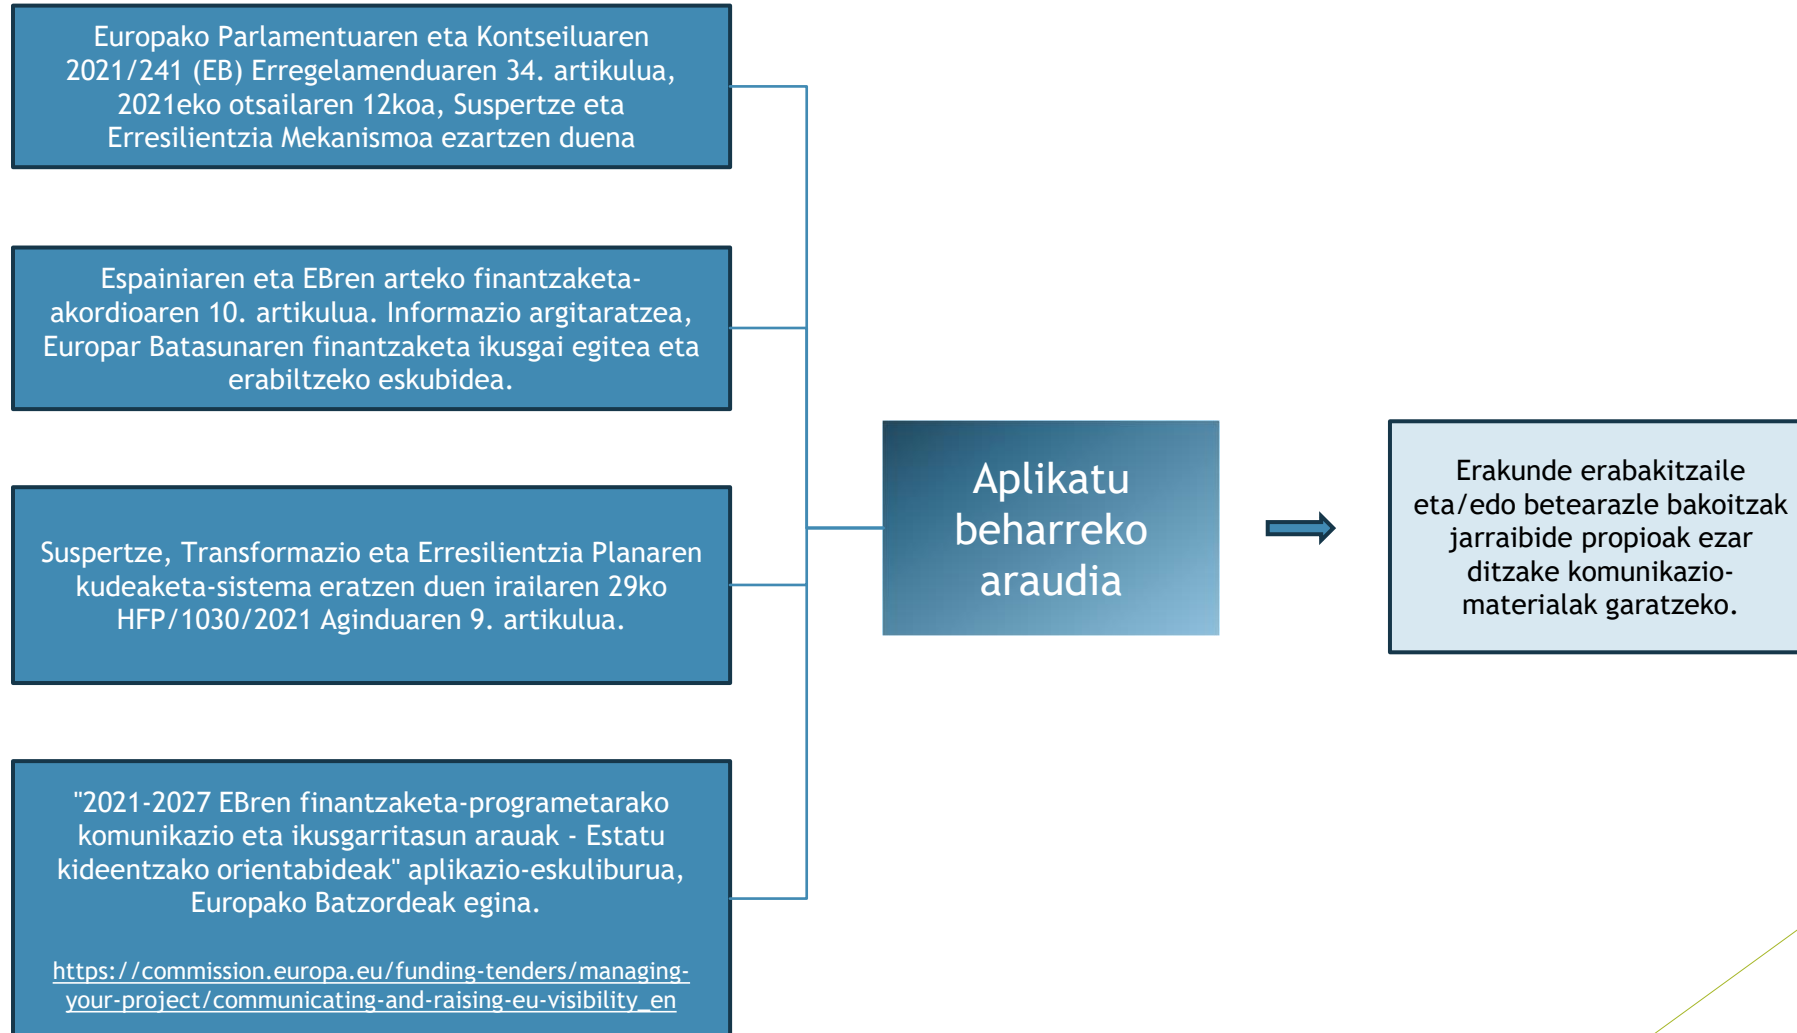 Europako Parlamentuaren eta Kontseiluaren
2021/241 (EB) Erregelamenduaren 34. artikulua,
2021eko otsailaren 12koa, Suspertze eta
Erresilientzia Mekanismoa ezartzen duena
Espainiaren eta EBren arteko finantzaketa-
akordioaren 10. artikulua. Informazio argitaratzea,
Europar Batasunaren finantzaketa ikusgai egitea eta
erabiltzeko eskubidea.
Suspertze, Transformazio eta Erresilientzia Planaren
kudeaketa-sistema eratzen duen irailaren 29ko
HFP/1030/2021 Aginduaren 9. artikulua.
"2021-2027 EBren finantzaketa-programetarako
komunikazio eta ikusgarritasun arauak - Estatu
kideentzako orientabideak" aplikazio-eskuliburua,
Europako Batzordeak egina.
https://commission.europa.eu/funding-tenders/managing-
your-project/communicating-and-raising-eu-visibility_en
Aplikatu
beharreko
araudia
Erakunde erabakitzaile
eta/edo betearazle bakoitzak
jarraibide propioak ezar
ditzake komunikazio-
materialak garatzeko.